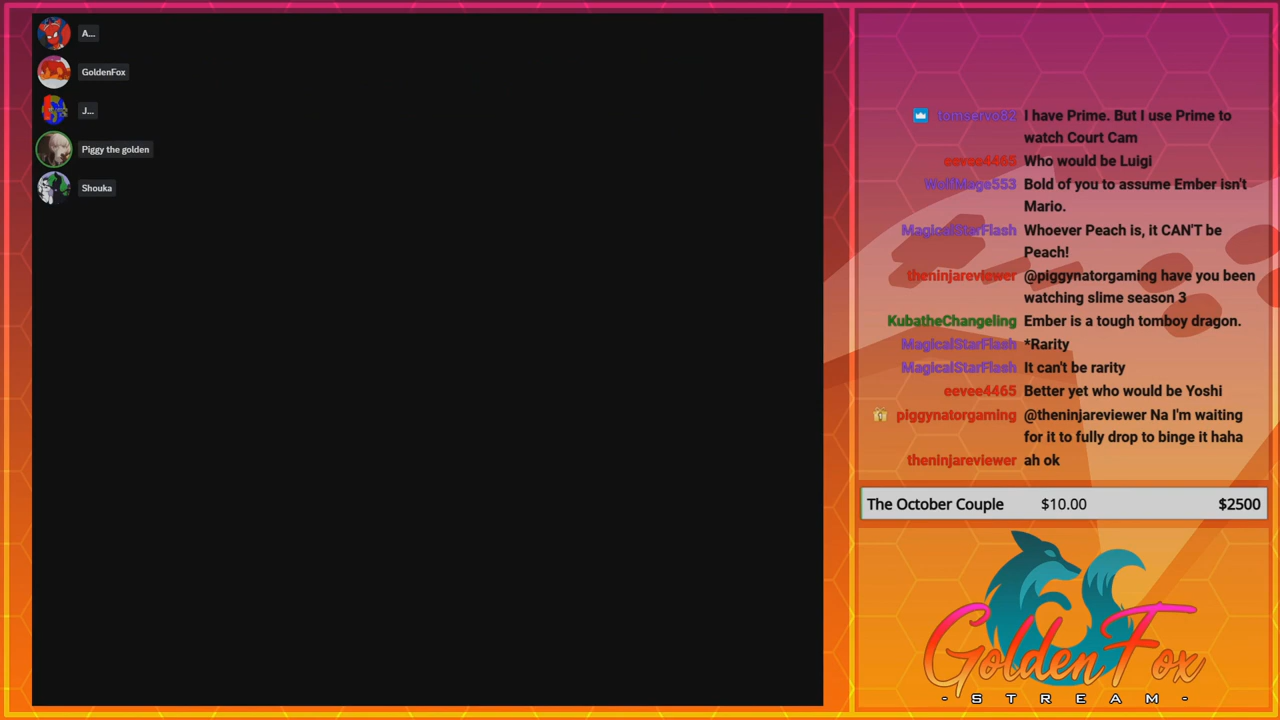 A...
GoldenFox
J...
Piggy the golden
Shouka
tomservo82 I have Prime. But I use Prime to
watch Court Cam
eevee4465 Who would be Luigi
WolfMage553 Bold of you to assume Ember isn't
Mario.
MagicalStarFlash Whoever Peach is, it CAN'T be
Peach!
theninjareviewer @piggynatorgaming have you been
watching slime season 3
KubatheChangeling Ember is a tough tomboy dragon.
MagicalStarFlash *Rarity
MagicalStarFlash It can't be rarity
eevee4465 Better yet who would be Yoshi
piggynatorgaming @theninjareviewer Na I'm waiting
for it to fully drop to binge it haha
theninjareviewer ah ok
The October Couple $10.00 $2500
GoldenFox
- S T R E A M -